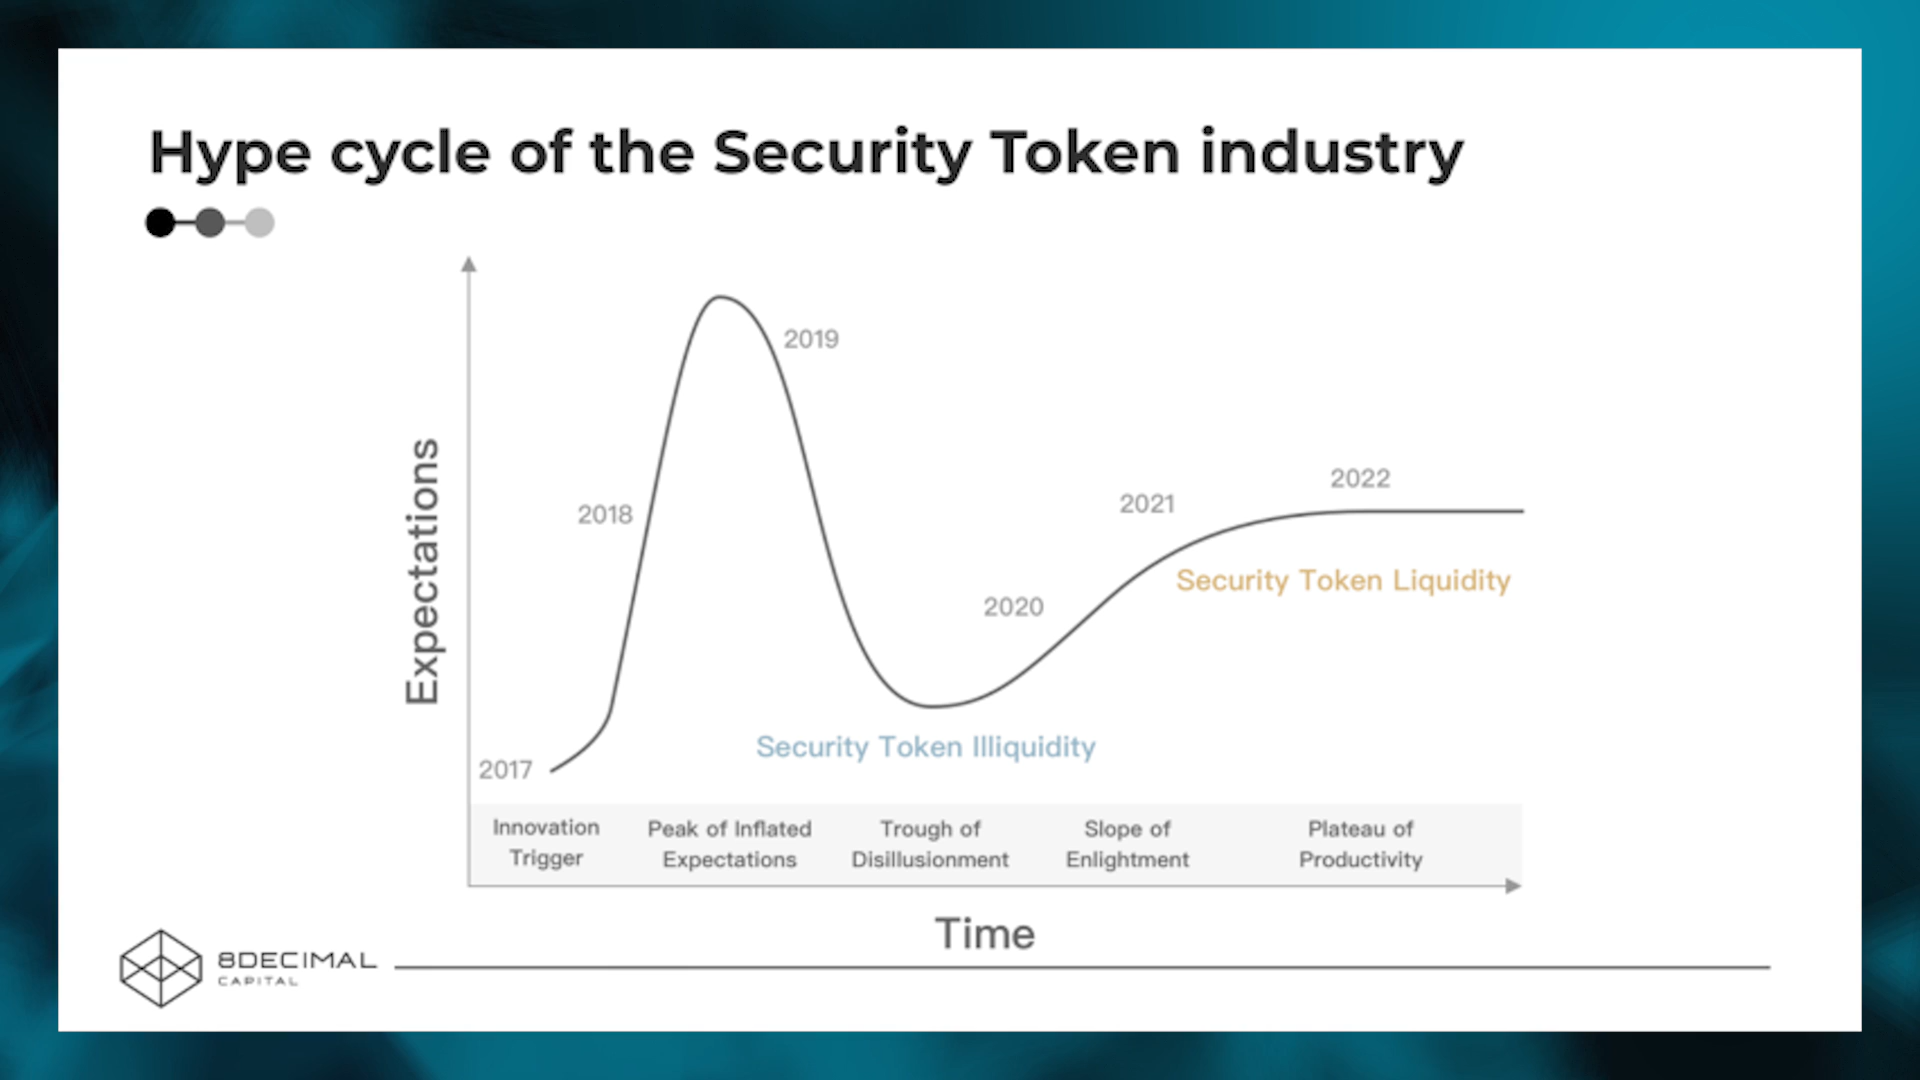 Hype cycle of the Security Token industry
Expectations
2019
2018
2022
2021
Security Token Liquidity
2020
Security Token Illiquidity
2017
Innovation
Trigger
Peak of Inflated
Expectations
Trough of
Disillusionment
Slope of
Enlightment
Plateau of
Productivity
Time
8DECIMAL
CAPITAL